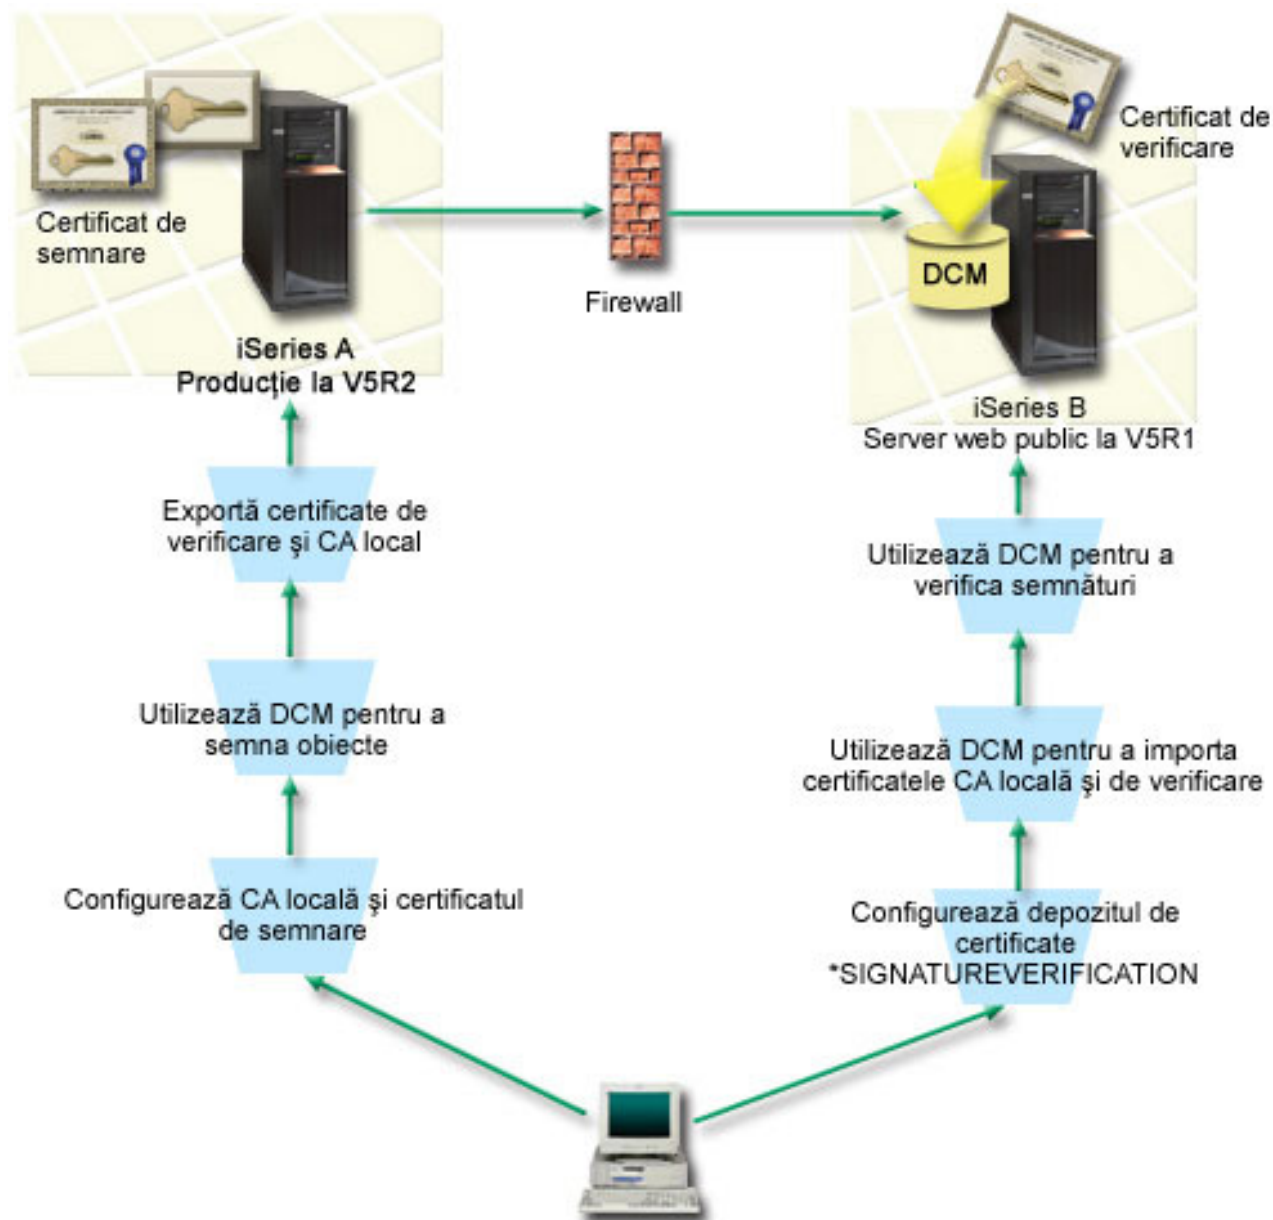 Certificat de
semnare
Certificat de
verificare
DCM
Firewall
iSeries A
Producție la V5R2
iSeries B
Server web public la V5R1
Exportă certificate de
verificare și CA local
Utilizează DCM pentru a
semna obiecte
Configurează CA locală și certificatul
de semnare
Utilizează DCM pentru a
verifica semnături
Utilizează DCM pentru a importa
certificatele CA locală și de verificare
Configurează depozitul de
certificate
*SIGNATUREVERIFICATION